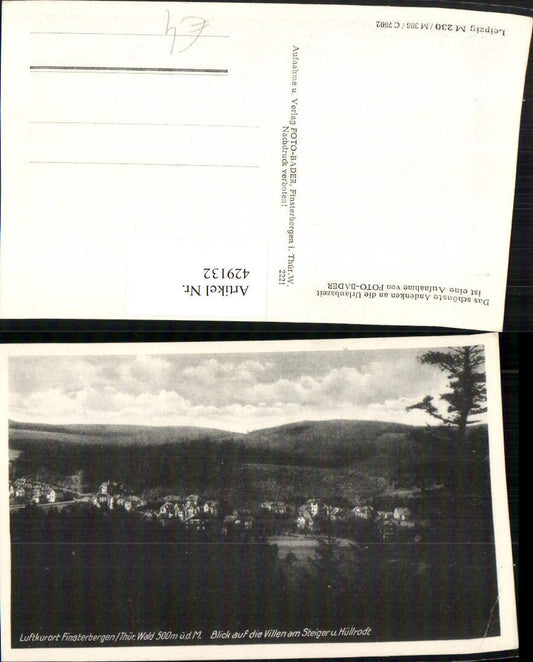 Das schönste Andenken an die Urlaubszeit
ist eine Aufnahme von FOTO-BADER
Aufnahme u. Verlag FOTO-BADER, Finsterbergen i. Thür. W.
Nachdruck verboten!
2221
Leipzig M 230 / M 308 / C 7602
Artikel Nr.
429132
Luftkurort Finsterbergen/Thür. Wald 500m ü.d.M. Blick auf die Villen am Steiger u. Hüllrodt